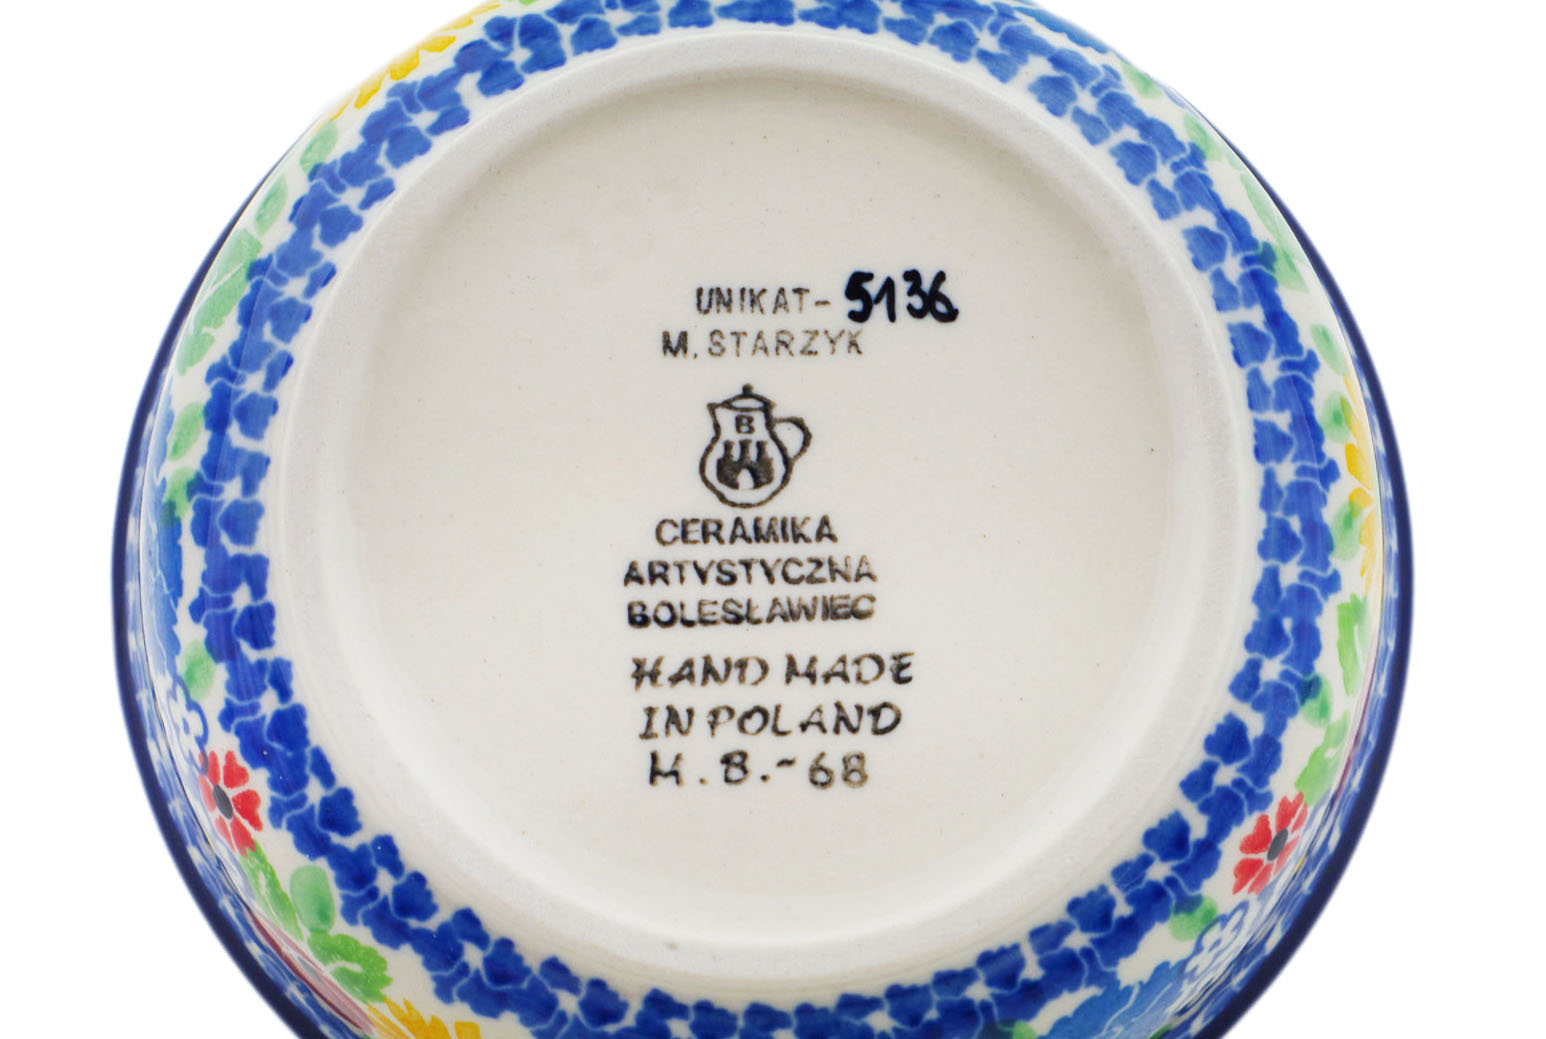 UNIKAT-5136
M. STARZYK
B
CERAMIKA
ARTYSTYCZNA
BOLESŁAWIEC
HAND MADE
IN POLAND
H.B.-68